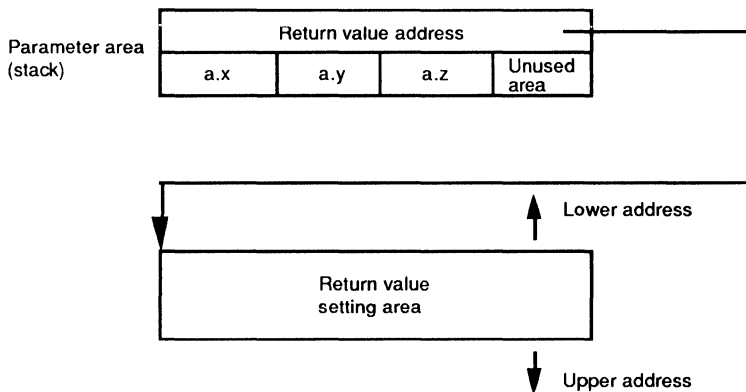 Return value address
Parameter area
(stack)
a.x a.y a.z Unused
area
Lower address
Return value
setting area
Upper address